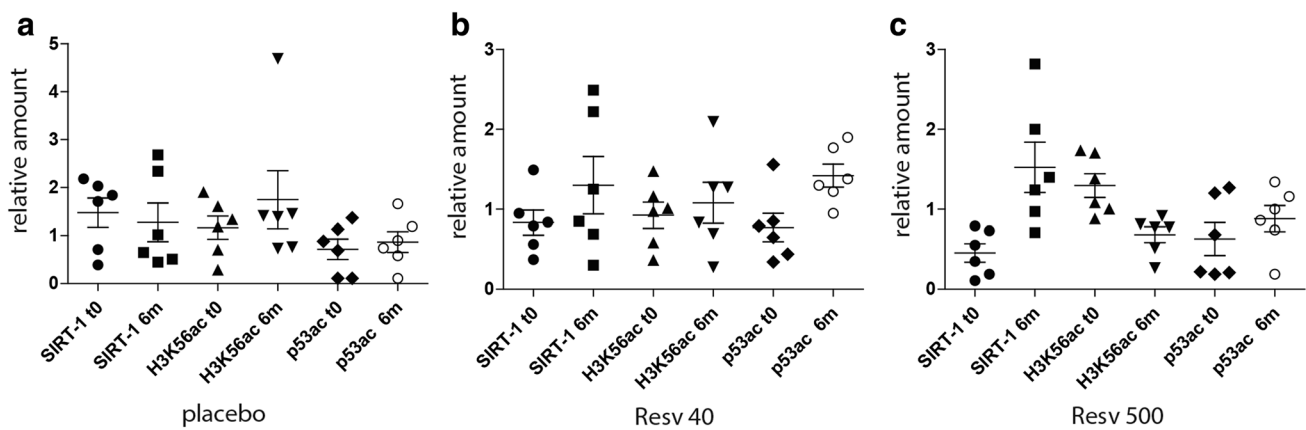 a
relative amount
5
4
3
2
1
0
SIRT-1 t0
SIRT-1 6m
H3K56ac t0
H3K56ac 6m
p53ac t0
p53ac 6m
placebo
b
relative amount
3
2
1
0
SIRT-1 t0
SIRT-1 6m
H3K56ac t0
H3K56ac 6m
p53ac t0
p53ac 6m
Resv 40
c
relative amount
3
2
1
0
SIRT-1 t0
SIRT-1 6m
H3K56ac t0
H3K56ac 6m
p53ac t0
p53ac 6m
Resv 500